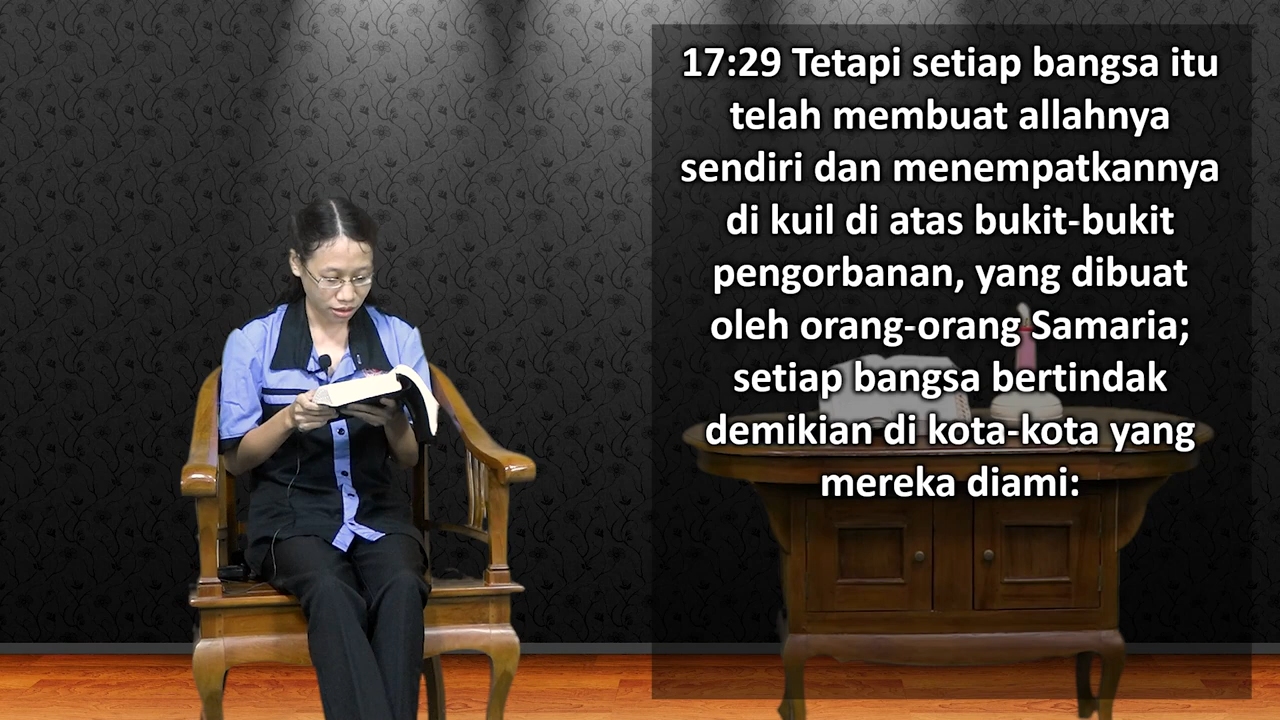 17:29 Tetapi setiap bangsa itu
telah membuat allahnya
sendiri dan menempatkannya
di kuil di atas bukit-bukit
pengorbanan, yang dibuat
oleh orang-orang Samaria;
setiap bangsa bertindak
demikian di kota-kota yang
mereka diami: